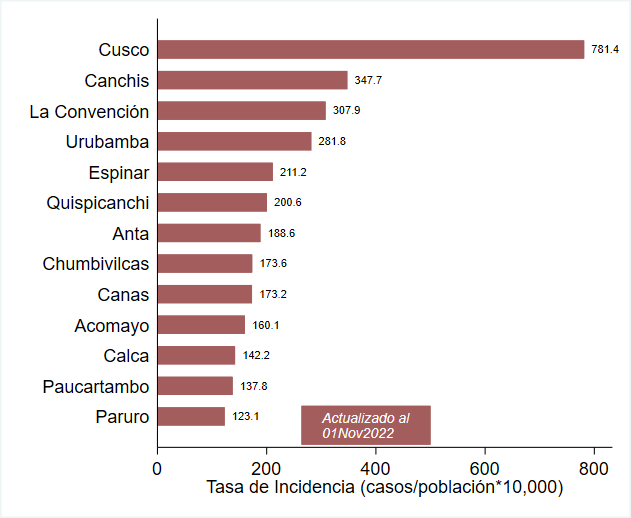 Cusco 781.4
Canchis 347.7
La Convención 307.9
Urubamba 281.8
Espinar 211.2
Quispicanchi 200.6
Anta 188.6
Chumbivilcas 173.6
Canas 173.2
Acomayo 160.1
Calca 142.2
Paucartambo 137.8
Paruro 123.1
Actualizado al
01Nov2022
0 200 400 600 800
Tasa de Incidencia (casos/población*10,000)